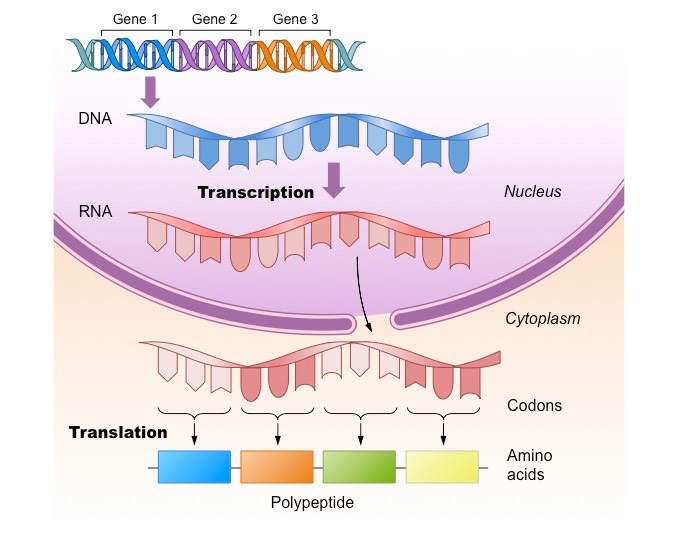 Gene 1 Gene 2 Gene 3
DNA
Transcription
Nucleus
RNA
Cytoplasm
Codons
Translation
Amino
acids
Polypeptide